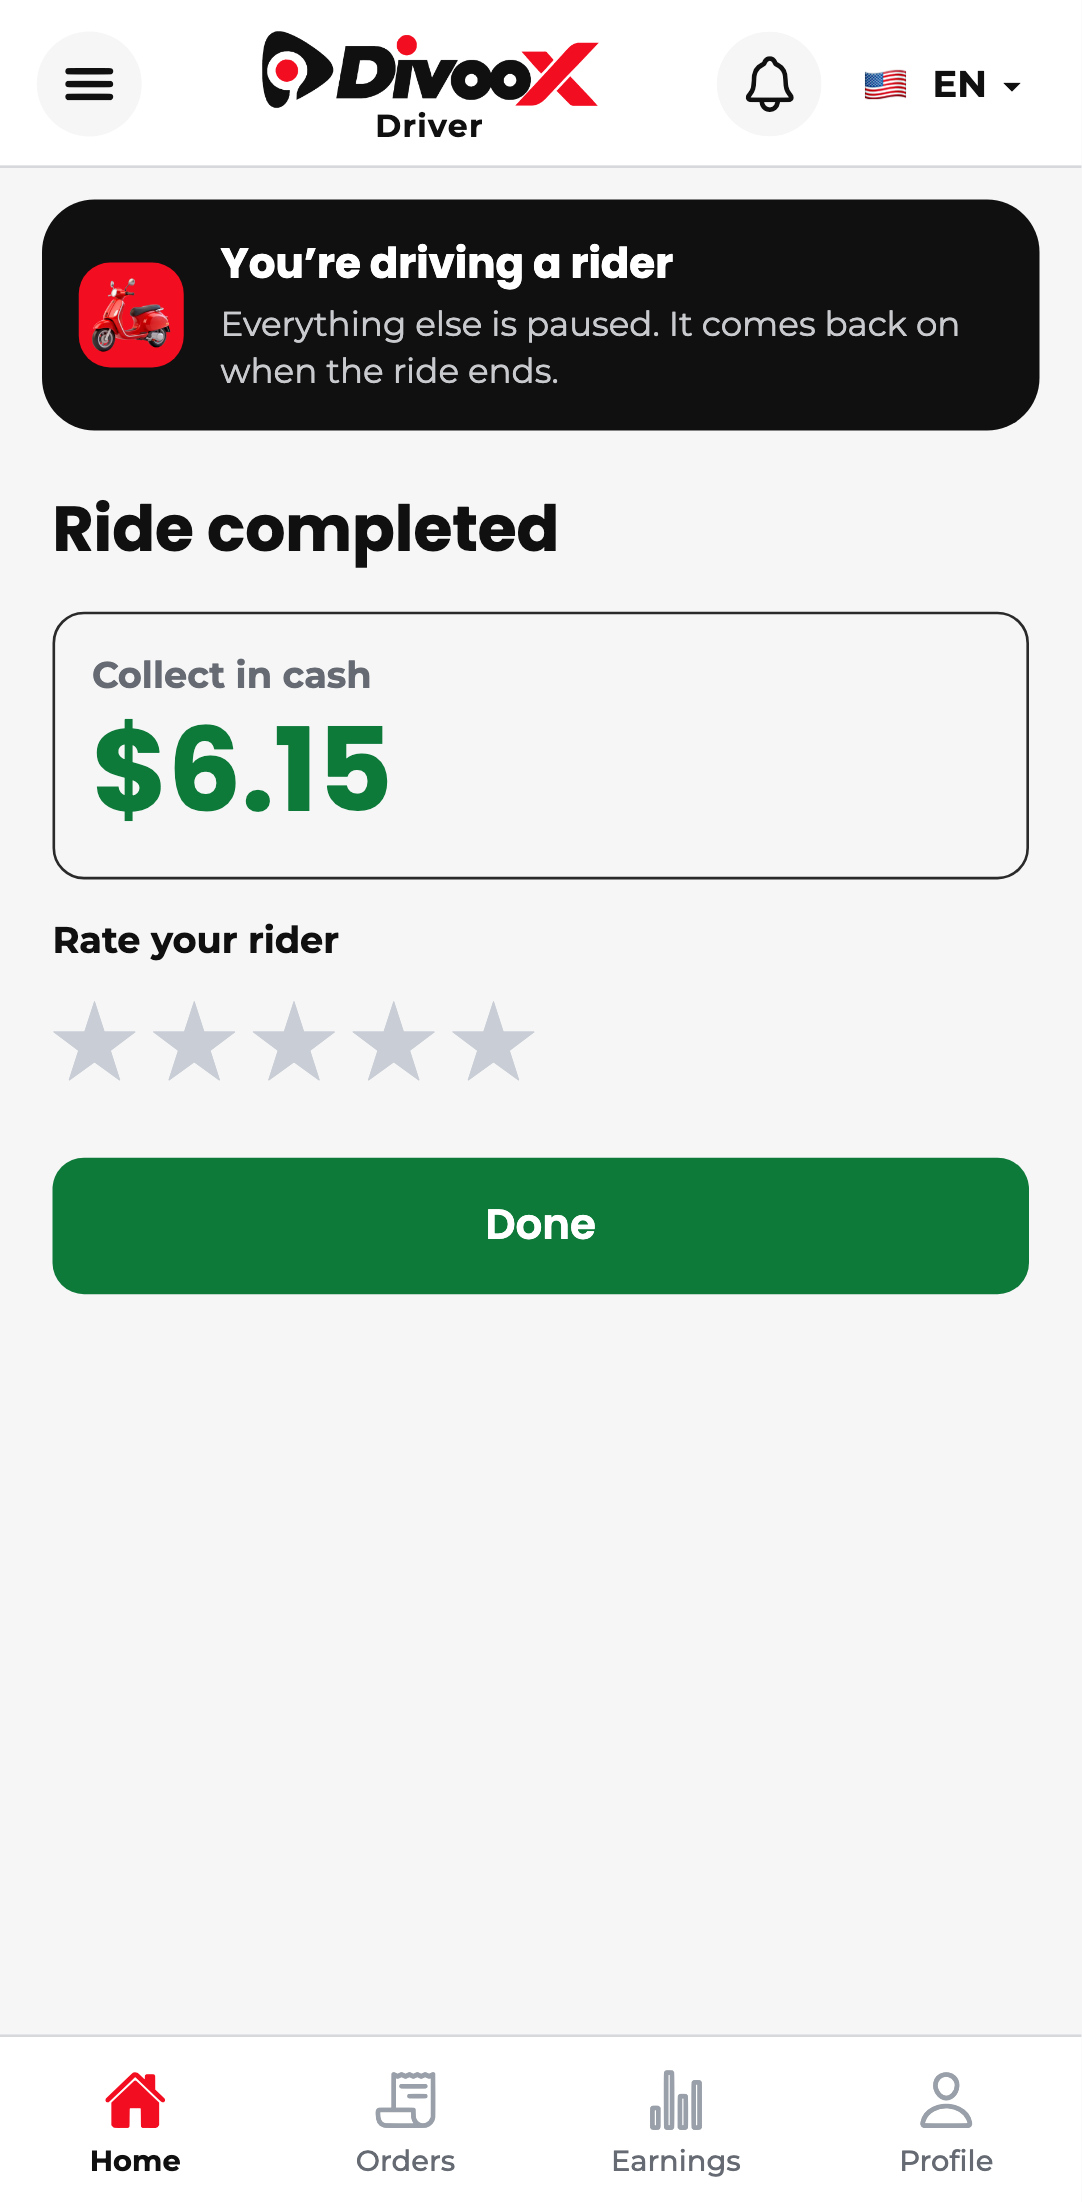 DivooX
Driver
EN
You’re driving a rider
Everything else is paused. It comes back on
when the ride ends.
Ride completed
Collect in cash
$6.15
Rate your rider
Done
Home
Orders
Earnings
Profile